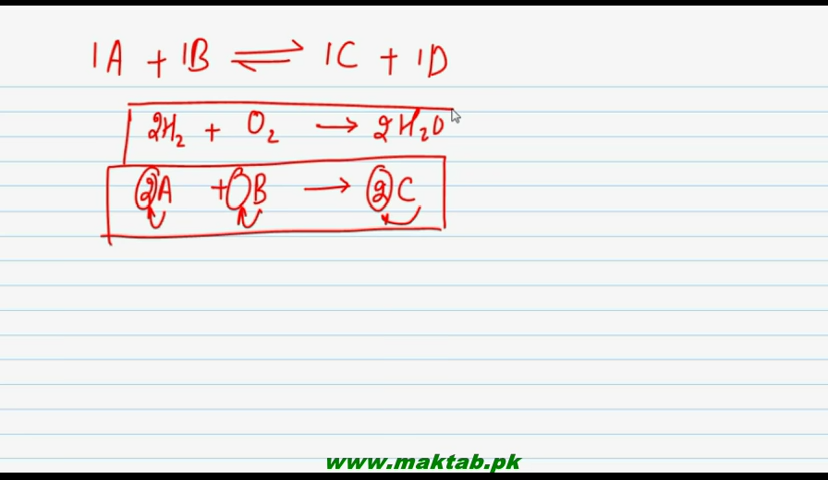 1A + 1B ⇌ 1C + 1D
2H₂ + O₂ → 2H₂O
2A + 1B → 2C
www.maktab.pk